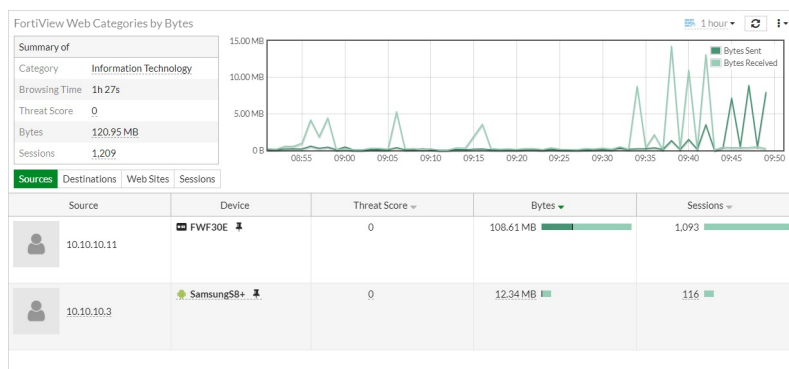 FortiView Web Categories by Bytes
1 hour
Summary of
Category Information Technology
Browsing Time 1h 27s
Threat Score 0
Bytes 120.95 MB
Sessions 1,209
15.00 MB
10.00 MB
5.00 MB
0 B
Bytes Sent
Bytes Received
08:55 09:00 09:05 09:10 09:15 09:20 09:25 09:30 09:35 09:40 09:45 09:50
Sources Destinations Web Sites Sessions
Source Device Threat Score Bytes Sessions
10.10.10.11 FWF30E 0 108.61 MB 1,093
10.10.10.3 SamsungS8+ 0 12.34 MB 116